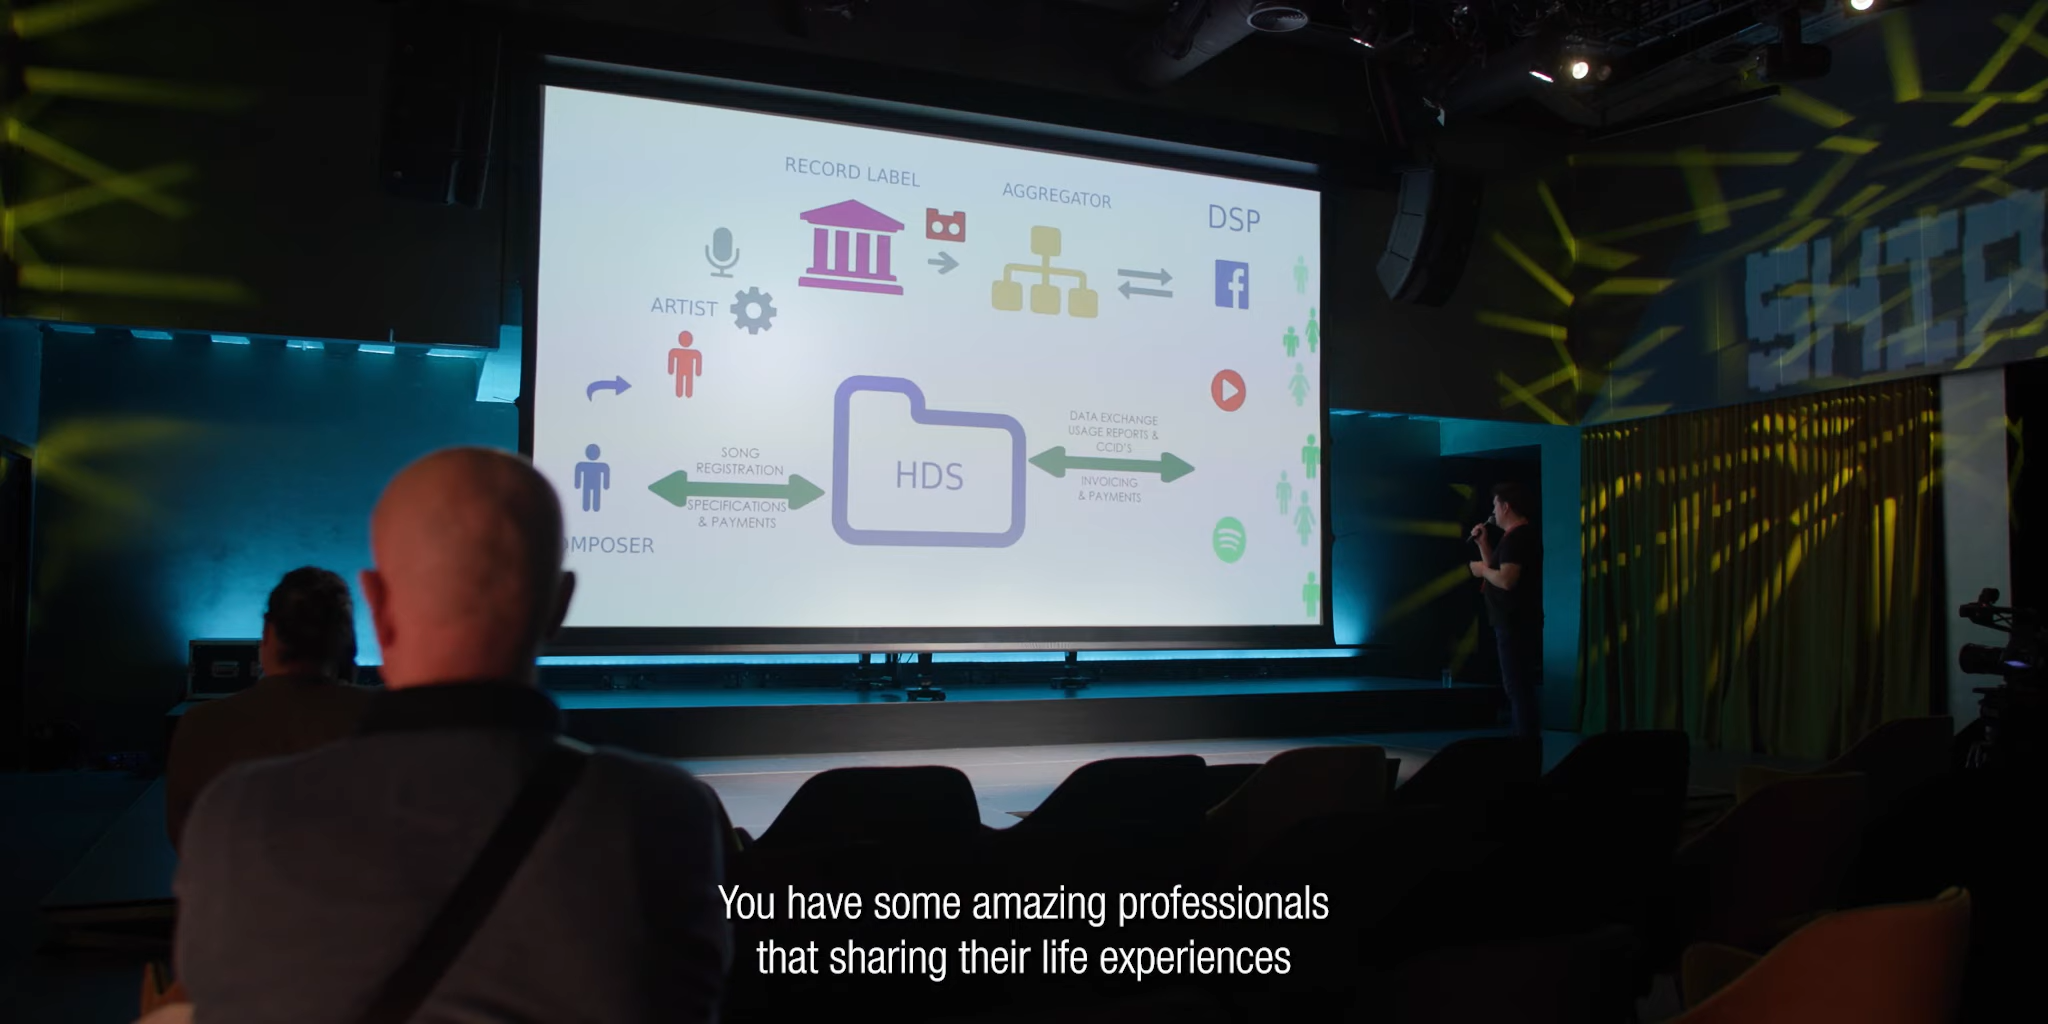 RECORD LABEL
AGGREGATOR
DSP
ARTIST
SONG
REGISTRATION
SPECIFICATIONS
& PAYMENTS
HDS
DATA EXCHANGE
USAGE REPORTS &
CCID'S
INVOICING
& PAYMENTS
OMPOSER
You have some amazing professionals
that sharing their life experiences